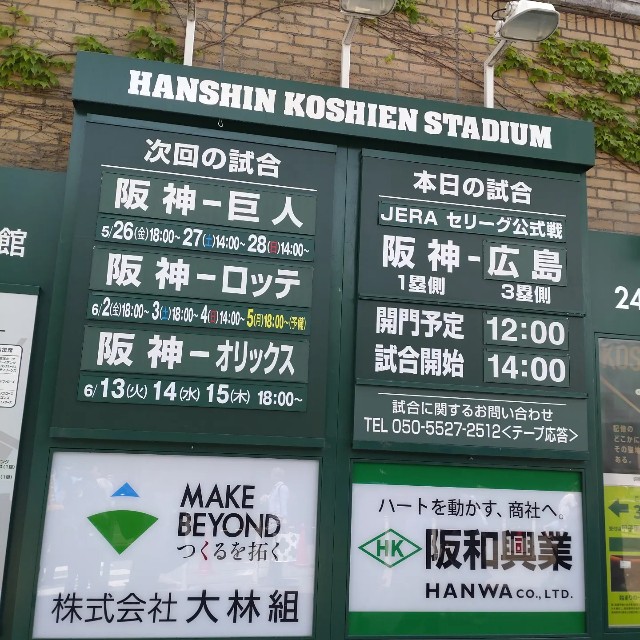 HANSHIN KOSHIEN STADIUM
次回の試合
阪神－巨人
5/26(金)18:00~ 27(土)14:00~ 28(日)14:00~
阪神－ロッテ
6/2(金)18:00~ 3(土)18:00~ 4(日)14:00~ 5(月)18:00~(予備)
阪神－オリックス
6/13(火) 14(水) 15(木) 18:00~
本日の試合
JERA セリーグ公式戦
阪神－広島
1塁側 3塁側
開門予定 12:00
試合開始 14:00
試合に関するお問い合わせ
TEL 050-5527-2512<テープ応答>
MAKE
BEYOND
つくるを拓く
株式会社 大林組
ハートを動かす、商社へ。
HK 阪和興業
HANWA CO., LTD.
館
24